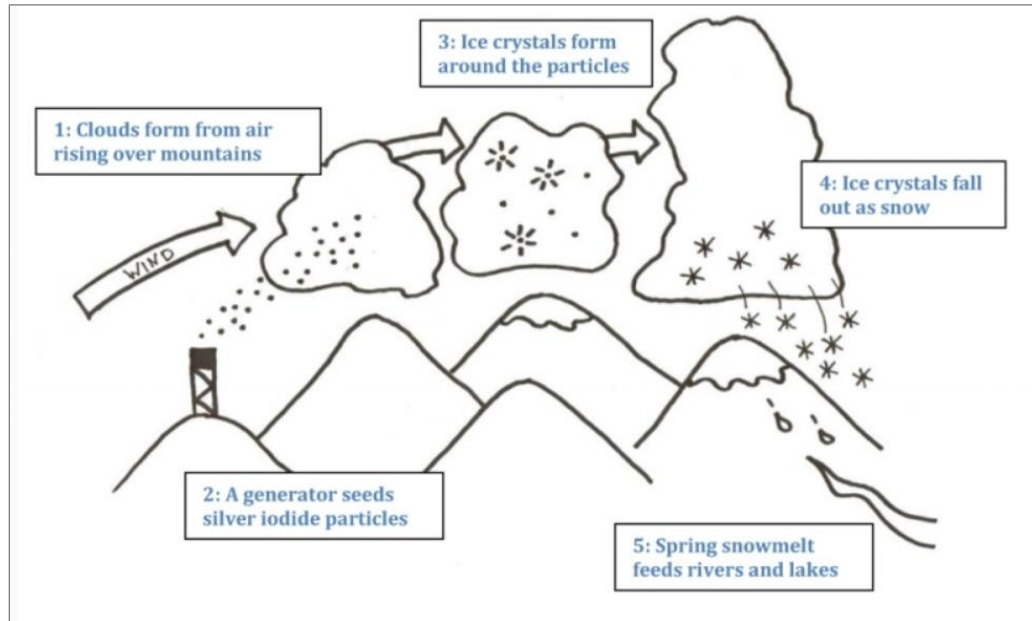 1: Clouds form from air
rising over mountains
WIND
2: A generator seeds
silver iodide particles
3: Ice crystals form
around the particles
4: Ice crystals fall
out as snow
5: Spring snowmelt
feeds rivers and lakes